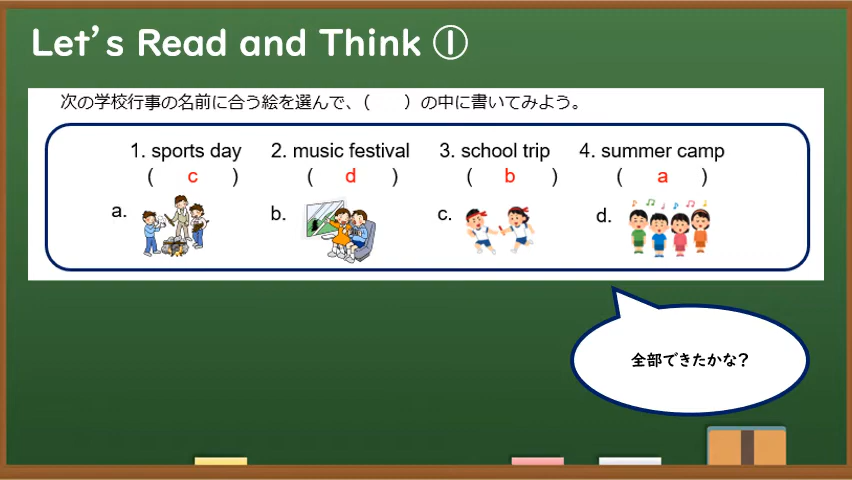 Let's Read and Think ①
次の学校行事の名前に合う絵を選んで、（　　）の中に書いてみよう。
1. sports day 2. music festival 3. school trip 4. summer camp
( c ) ( d ) ( b ) ( a )
a. b. c. d.
全部できたかな？